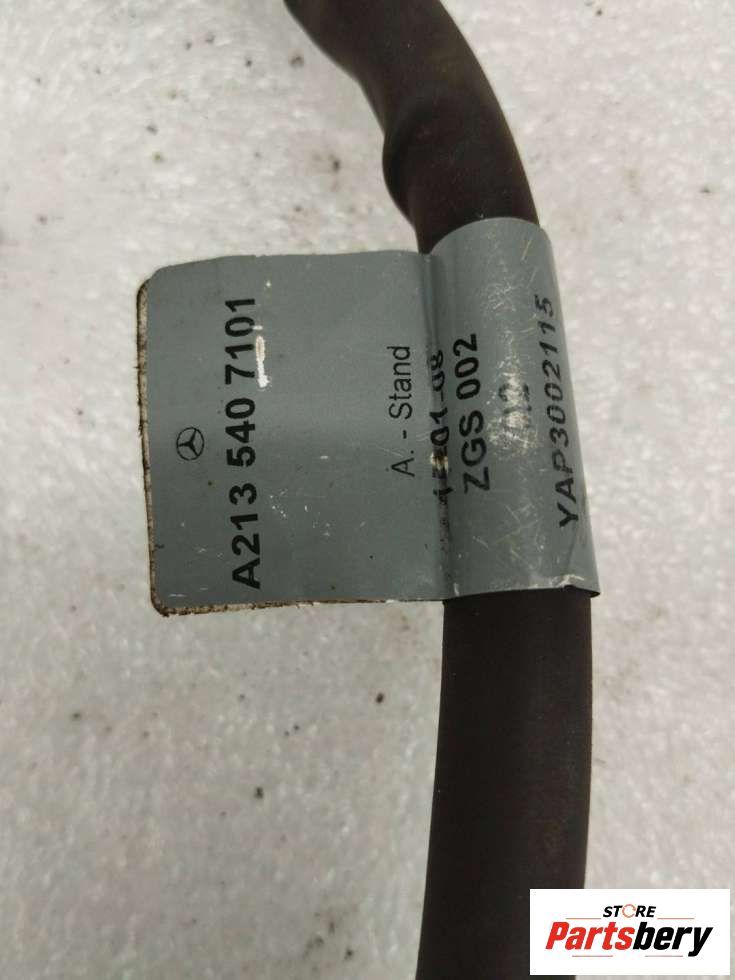 A213 540 7101
A. - Stand
ZGS 002
YAP3002115
STORE
Partsbery